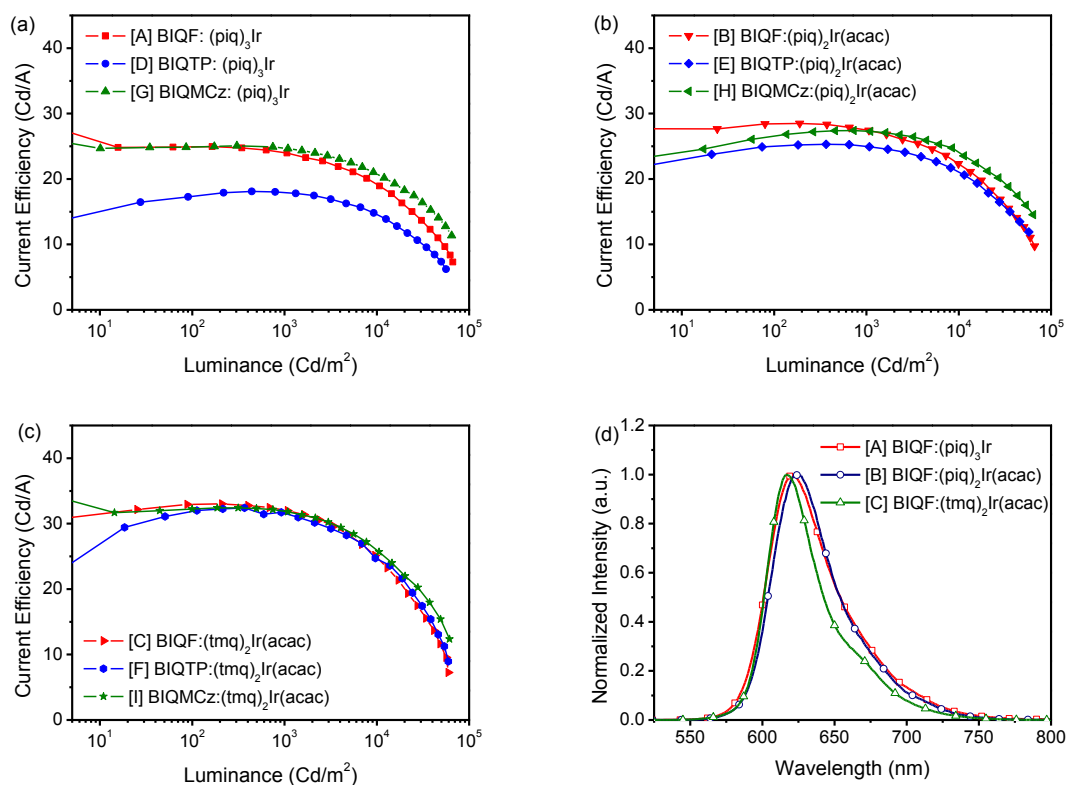 (a)
[A] BIQF: (piq)3Ir
[D] BIQTP: (piq)3Ir
[G] BIQMCz: (piq)3Ir
Current Efficiency (Cd/A)
40
30
20
10
0
10^1 10^2 10^3 10^4 10^5
Luminance (Cd/m^2)
(b)
[B] BIQF:(piq)2Ir(acac)
[E] BIQTP:(piq)2Ir(acac)
[H] BIQMCz:(piq)2Ir(acac)
Current Efficiency (Cd/A)
40
30
20
10
0
10^1 10^2 10^3 10^4 10^5
Luminance (Cd/m^2)
(c)
[C] BIQF:(tmq)2Ir(acac)
[F] BIQTP:(tmq)2Ir(acac)
[I] BIQMCz:(tmq)2Ir(acac)
Current Efficiency (Cd/A)
40
30
20
10
0
10^1 10^2 10^3 10^4 10^5
Luminance (Cd/m^2)
(d)
[A] BIQF:(piq)3Ir
[B] BIQF:(piq)2Ir(acac)
[C] BIQF:(tmq)2Ir(acac)
Normalized Intensity (a.u.)
1.2
1.0
0.8
0.6
0.4
0.2
0.0
550 600 650 700 750 800
Wavelength (nm)